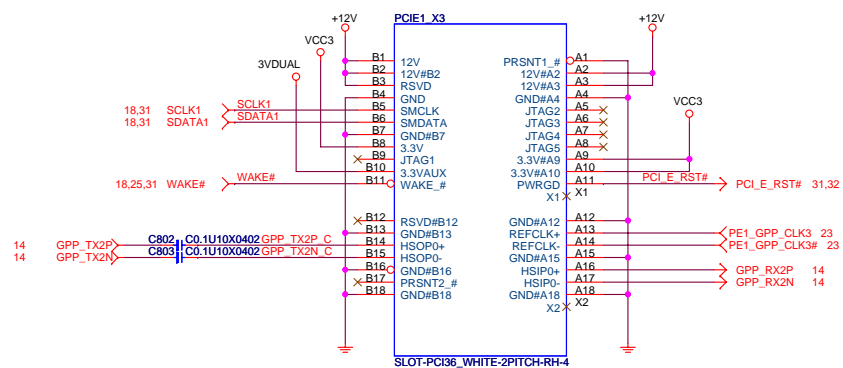 PCIE1_X3
+12V
+12V
VCC3
3VDUAL
VCC3
B1 12V PRSNT1_# A1
B2 12V#B2 12V#A2 A2
B3 RSVD 12V#A3 A3
B4 GND GND#A4 A4
18,31 SCLK1 SCLK1 B5 SMCLK JTAG2 A5
18,31 SDATA1 SDATA1 B6 SMDATA JTAG3 A6
B7 GND#B7 JTAG4 A7
B8 3.3V JTAG5 A8
B9 JTAG1 3.3V#A9 A9
B10 3.3VAUX 3.3V#A10 A10
18,25,31 WAKE# WAKE# B11 WAKE_# PWRGD A11 PCI_E_RST# PCI_E_RST# 31,32
X1 X1
B12 RSVD#B12 GND#A12 A12
B13 GND#B13 REFCLK+ A13 PE1_GPP_CLK3 23
14 GPP_TX2P C802 C0.1U10X0402 GPP_TX2P_C B14 HSOP0+ REFCLK- A14 PE1_GPP_CLK3# 23
14 GPP_TX2N C803 C0.1U10X0402 GPP_TX2N_C B15 HSOP0- GND#A15 A15
B16 GND#B16 HSIP0+ A16 GPP_RX2P 14
B17 PRSNT2_# HSIP0- A17 GPP_RX2N 14
B18 GND#B18 GND#A18 A18
X2 X2
SLOT-PCI36_WHITE-2PITCH-RH-4